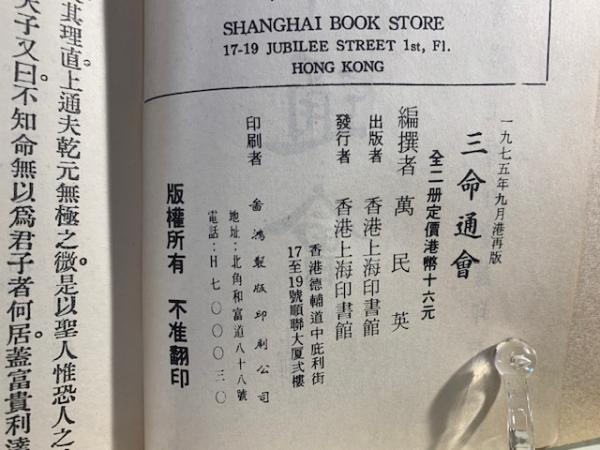 SHANGHAI BOOK STORE
17-19 JUBILEE STREET 1st, Fl.
HONG KONG
一九七五年九月港再版
三命通會
全二册定價港幣十六元
編撰者 萬民英
出版者 香港上海印書館
發行者 香港上海印書館
香港德輔道中庇利街
17至19號順聯大厦弍樓
印刷者 鴻製版印刷公司
地址：北角和富道八十八號
電話：H七〇〇〇三〇
版權所有 不准翻印
其理直上通夫乾元無極之微。是以聖人惟恐人之
夫子又曰。不知命無以爲君子者何居。蓋富貴利